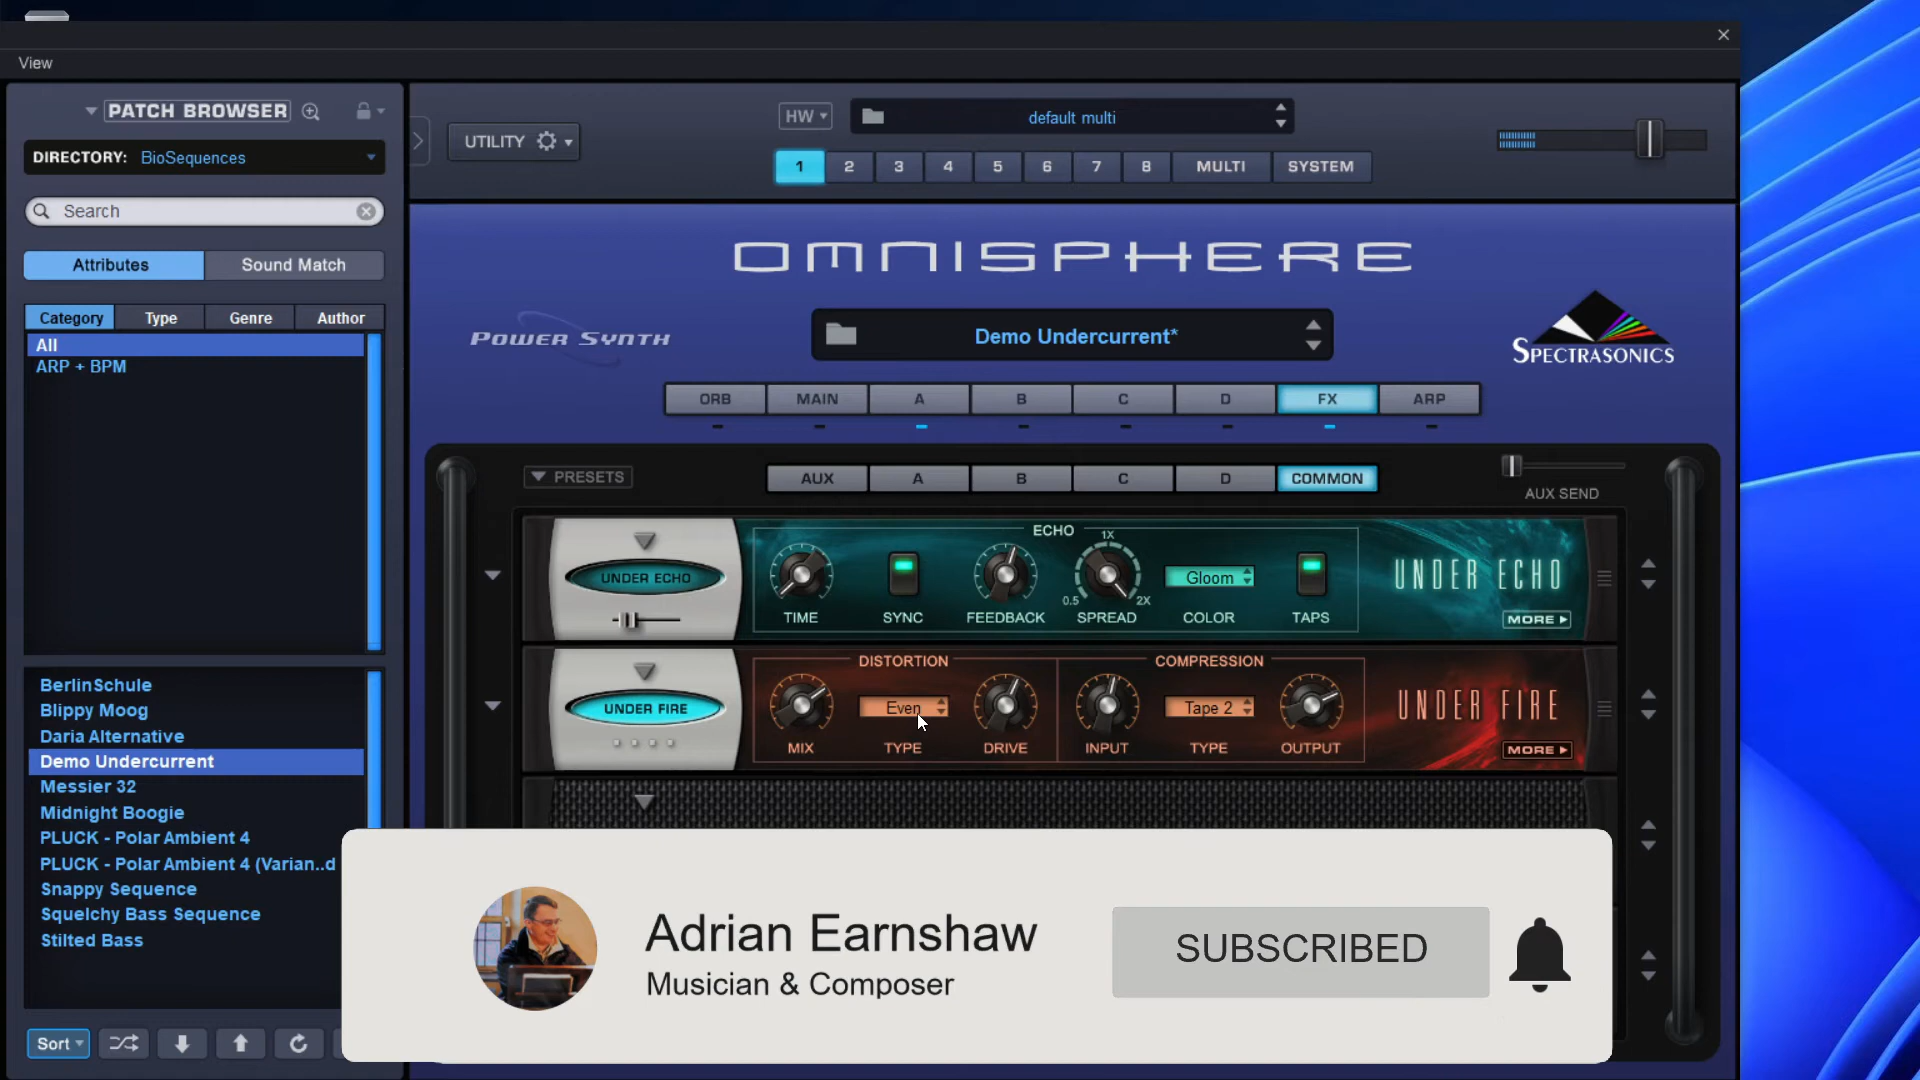 View
PATCH BROWSER
DIRECTORY: BioSequences
Search
Attributes Sound Match
Category Type Genre Author
All
ARP + BPM
BerlinSchule
Blippy Moog
Daria Alternative
Demo Undercurrent
Messier 32
Midnight Boogie
PLUCK - Polar Ambient 4
PLUCK - Polar Ambient 4 (Varian..d
Snappy Sequence
Squelchy Bass Sequence
Stilted Bass
Sort
UTILITY
HW
default multi
1 2 3 4 5 6 7 8 MULTI SYSTEM
OMNISPHERE
POWER SYNTH
Demo Undercurrent*
SPECTRASONICS
ORB MAIN A B C D FX ARP
PRESETS
AUX A B C D COMMON
AUX SEND
UNDER ECHO
ECHO
1X
0.5 2X
Gloom
TIME SYNC FEEDBACK SPREAD COLOR TAPS
UNDER ECHO
MORE
UNDER FIRE
DISTORTION COMPRESSION
Even Tape 2
MIX TYPE DRIVE INPUT TYPE OUTPUT
UNDER FIRE
MORE
Adrian Earnshaw
Musician & Composer
SUBSCRIBED